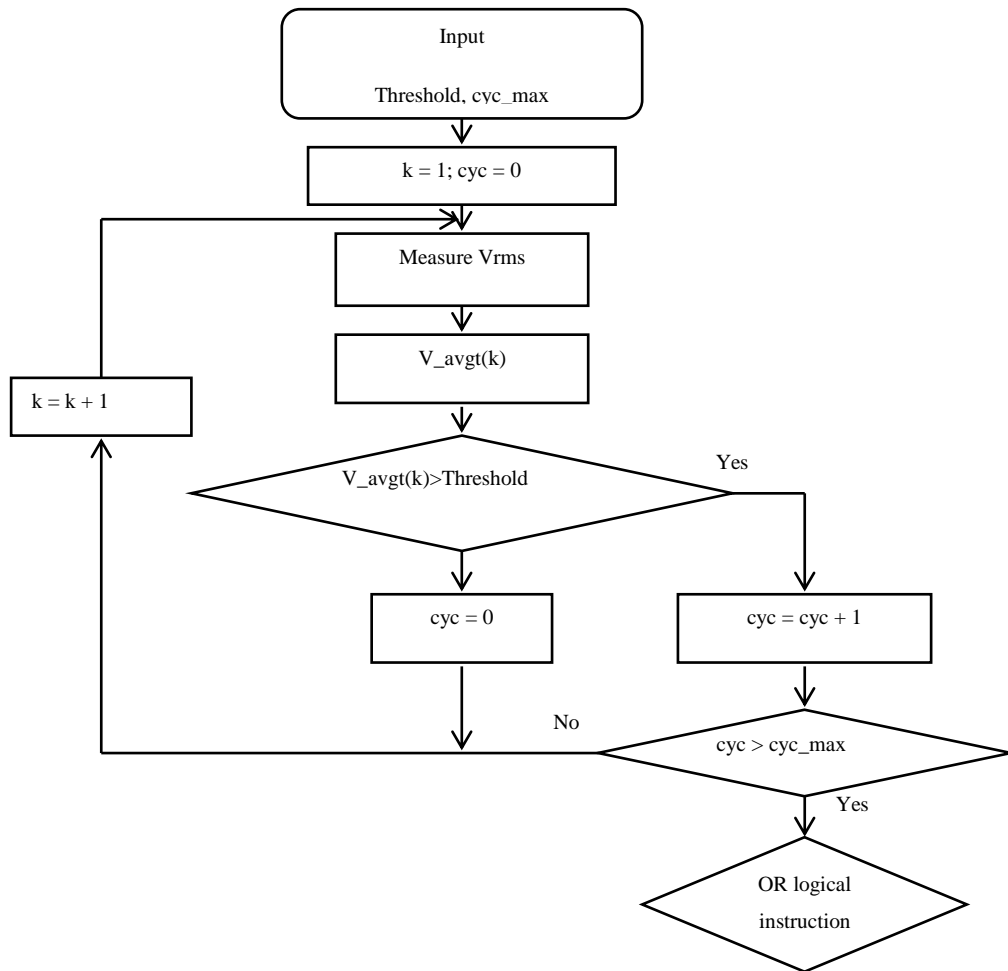 Input
Threshold, cyc_max
k = 1; cyc = 0
Measure Vrms
V_avgt(k)
k = k + 1
V_avgt(k)>Threshold
Yes
cyc = 0
cyc = cyc + 1
No
cyc > cyc_max
Yes
OR logical
instruction